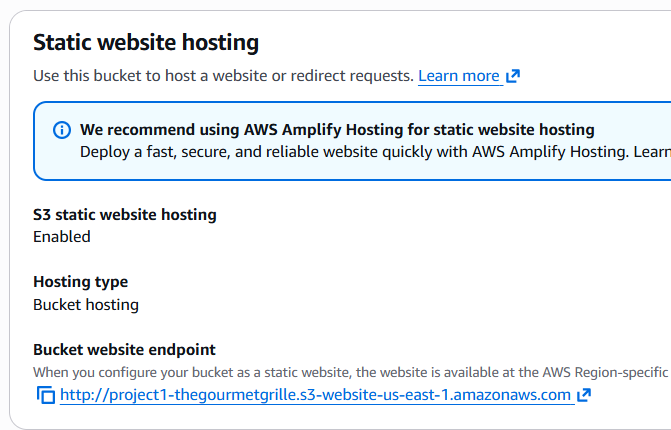 Static website hosting
Use this bucket to host a website or redirect requests. Learn more
We recommend using AWS Amplify Hosting for static website hosting
Deploy a fast, secure, and reliable website quickly with AWS Amplify Hosting. Learn
S3 static website hosting
Enabled
Hosting type
Bucket hosting
Bucket website endpoint
When you configure your bucket as a static website, the website is available at the AWS Region-specific
http://project1-thegourmetgrille.s3-website-us-east-1.amazonaws.com